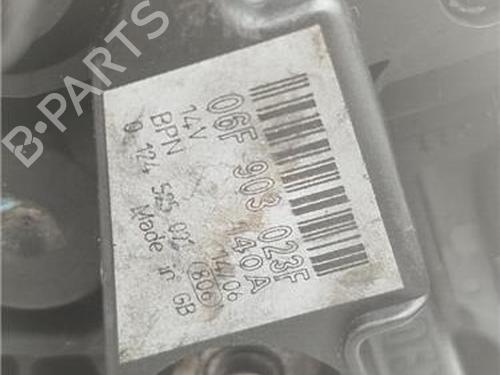 B-PARTS
06F 903 023F
14V 140A
BPN 14/06
0 124 525 0
Made in GB
(806)